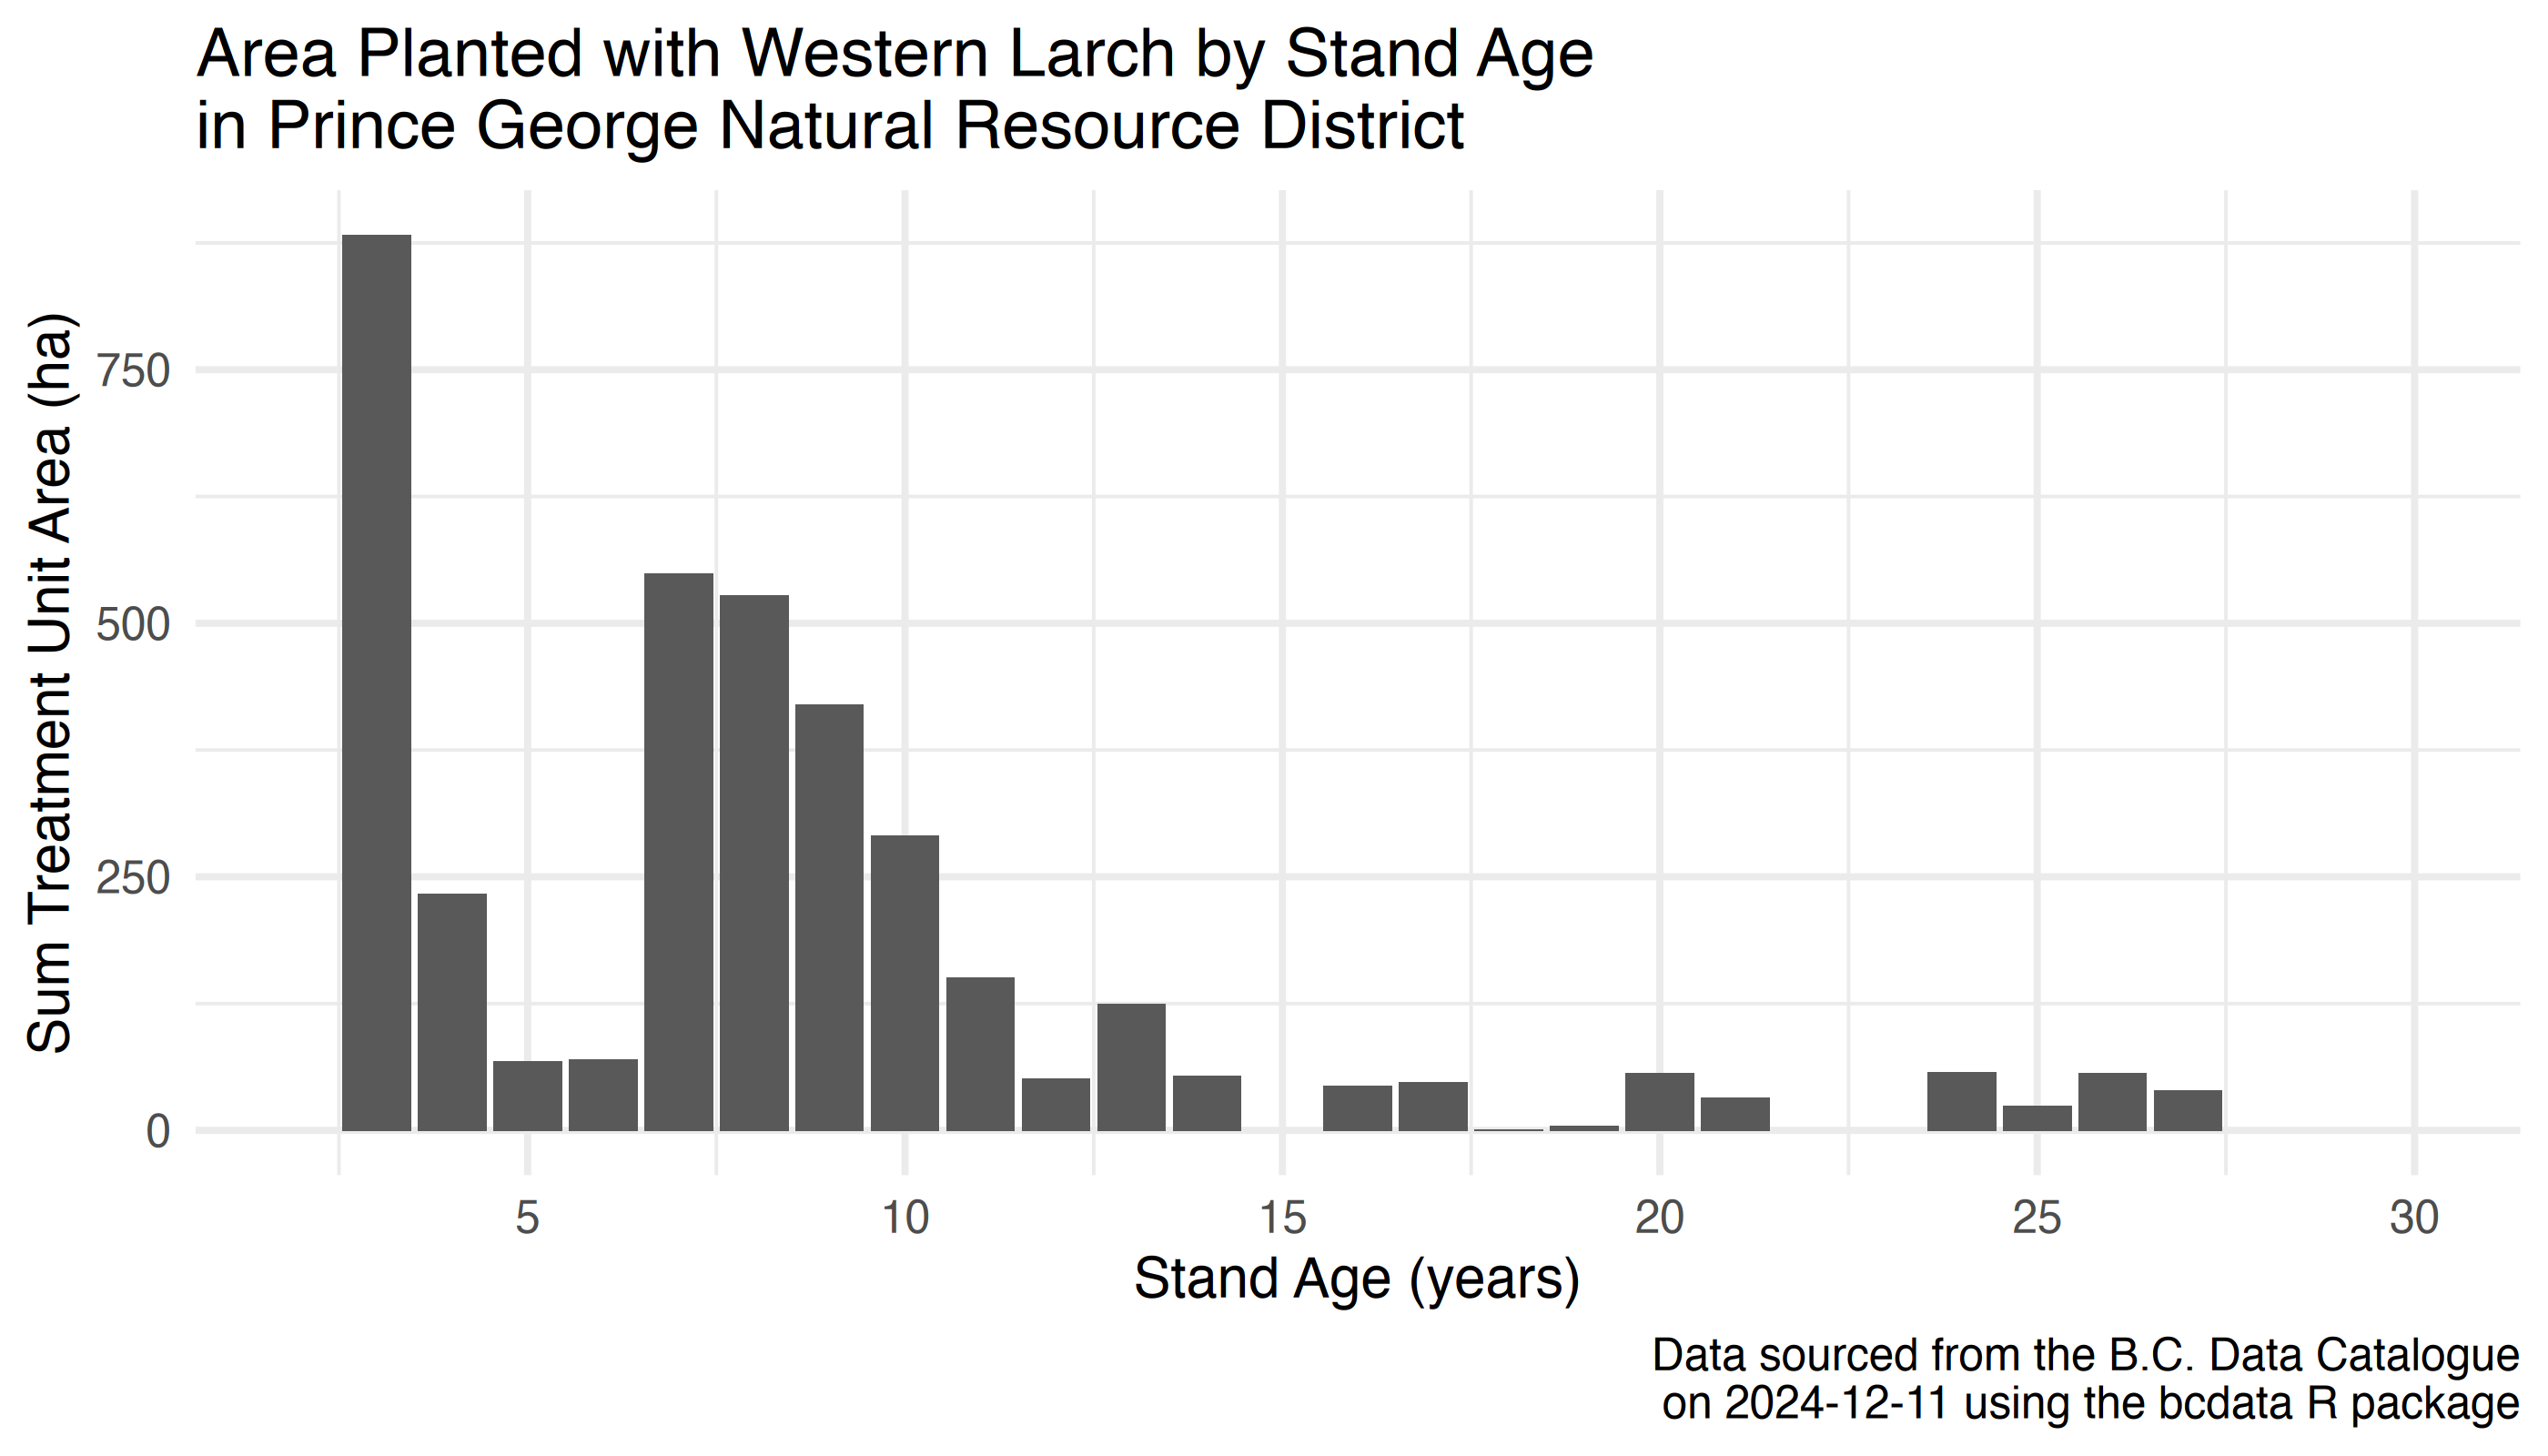 Area Planted with Western Larch by Stand Age
in Prince George Natural Resource District
Sum Treatment Unit Area (ha)
750
500
250
0
5 10 15 20 25 30
Stand Age (years)
Data sourced from the B.C. Data Catalogue
on 2024-12-11 using the bcdata R package